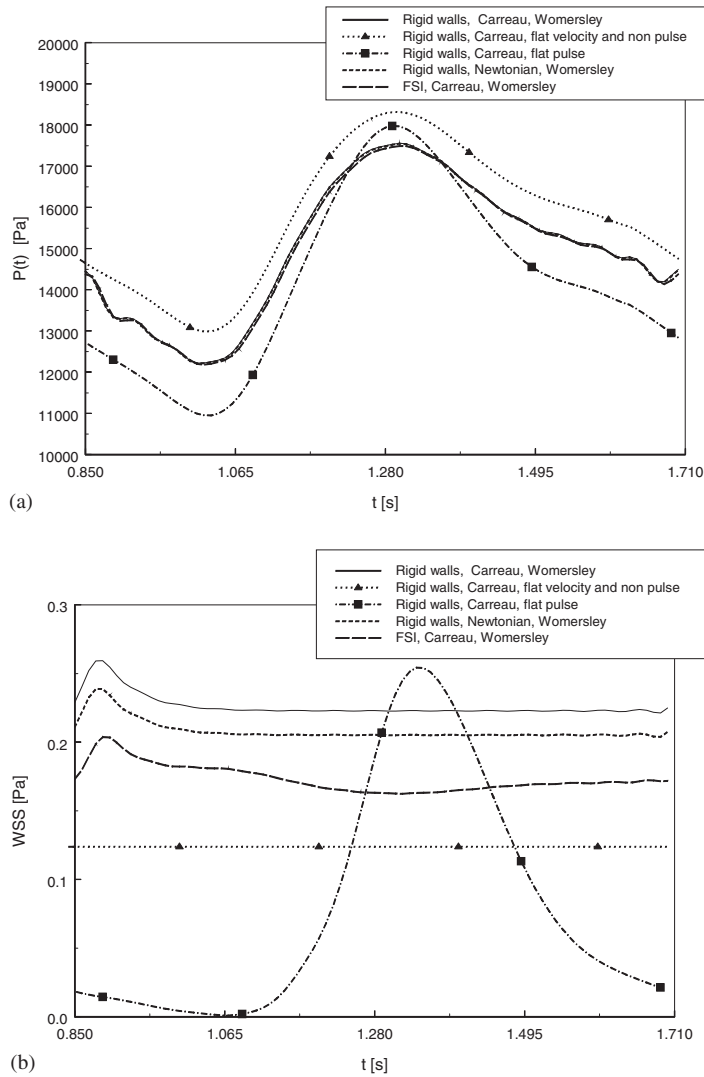 Rigid walls, Carreau, Womersley
Rigid walls, Carreau, flat velocity and non pulse
Rigid walls, Carreau, flat pulse
Rigid walls, Newtonian, Womersley
FSI, Carreau, Womersley
20000
19000
18000
17000
16000
15000
14000
13000
12000
11000
10000
P(t) [Pa]
0.850
1.065
1.280
1.495
1.710
t [s]
(a)
Rigid walls, Carreau, Womersley
Rigid walls, Carreau, flat velocity and non pulse
Rigid walls, Carreau, flat pulse
Rigid walls, Newtonian, Womersley
FSI, Carreau, Womersley
0.3
0.2
0.1
0.0
WSS [Pa]
0.850
1.065
1.280
1.495
1.710
t [s]
(b)